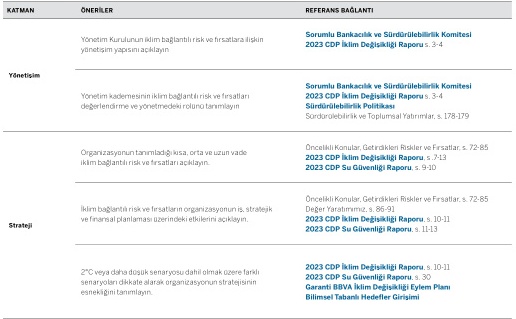 KATMAN ÖNERİLER REFERANS BAĞLANTI
Yönetişim
Yönetim Kurulunun iklim bağlantılı risk ve fırsatlara ilişkin
yönetişim yapısını açıklayın
Sorumlu Bankacılık ve Sürdürülebilirlik Komitesi
2023 CDP İklim Değişikliği Raporu s. 3-4
Yönetim kademesinin iklim bağlantılı risk ve fırsatları
değerlendirme ve yönetmedeki rolünü tanımlayın
Sorumlu Bankacılık ve Sürdürülebilirlik Komitesi
2023 CDP İklim Değişikliği Raporu s. 3-4
Sürdürülebilirlik Politikası
Sürdürülebilirlik ve Toplumsal Yatırımlar, s. 178-179
Strateji
Organizasyonun tanımladığı kısa, orta ve uzun vade
iklim bağlantılı risk ve fırsatları açıklayın.
Öncelikli Konular, Getirdikleri Riskler ve Fırsatlar, s. 72-85
2023 CDP İklim Değişikliği Raporu, s .7-13
2023 CDP Su Güvenliği Raporu, s. 9-10
İklim bağlantılı risk ve fırsatların organizasyonun iş, stratejik
ve finansal planlaması üzerindeki etkilerini açıklayın.
Öncelikli Konular, Getirdikleri Riskler ve Fırsatlar, s. 72-85
Değer Yaratımımız, s. 86-91
2023 CDP İklim Değişikliği Raporu, s. 10-11
2023 CDP Su Güvenliği Raporu, s. 11-13
2°C veya daha düşük senaryosu dahil olmak üzere farklı
senaryoları dikkate alarak organizasyonun stratejisinin
esnekliğini tanımlayın.
2023 CDP İklim Değişikliği Raporu, s. 10-11
2023 CDP Su Güvenliği Raporu, s. 30
Garanti BBVA İklim Değişikliği Eylem Planı
Bilimsel Tabanlı Hedefler Girişimi